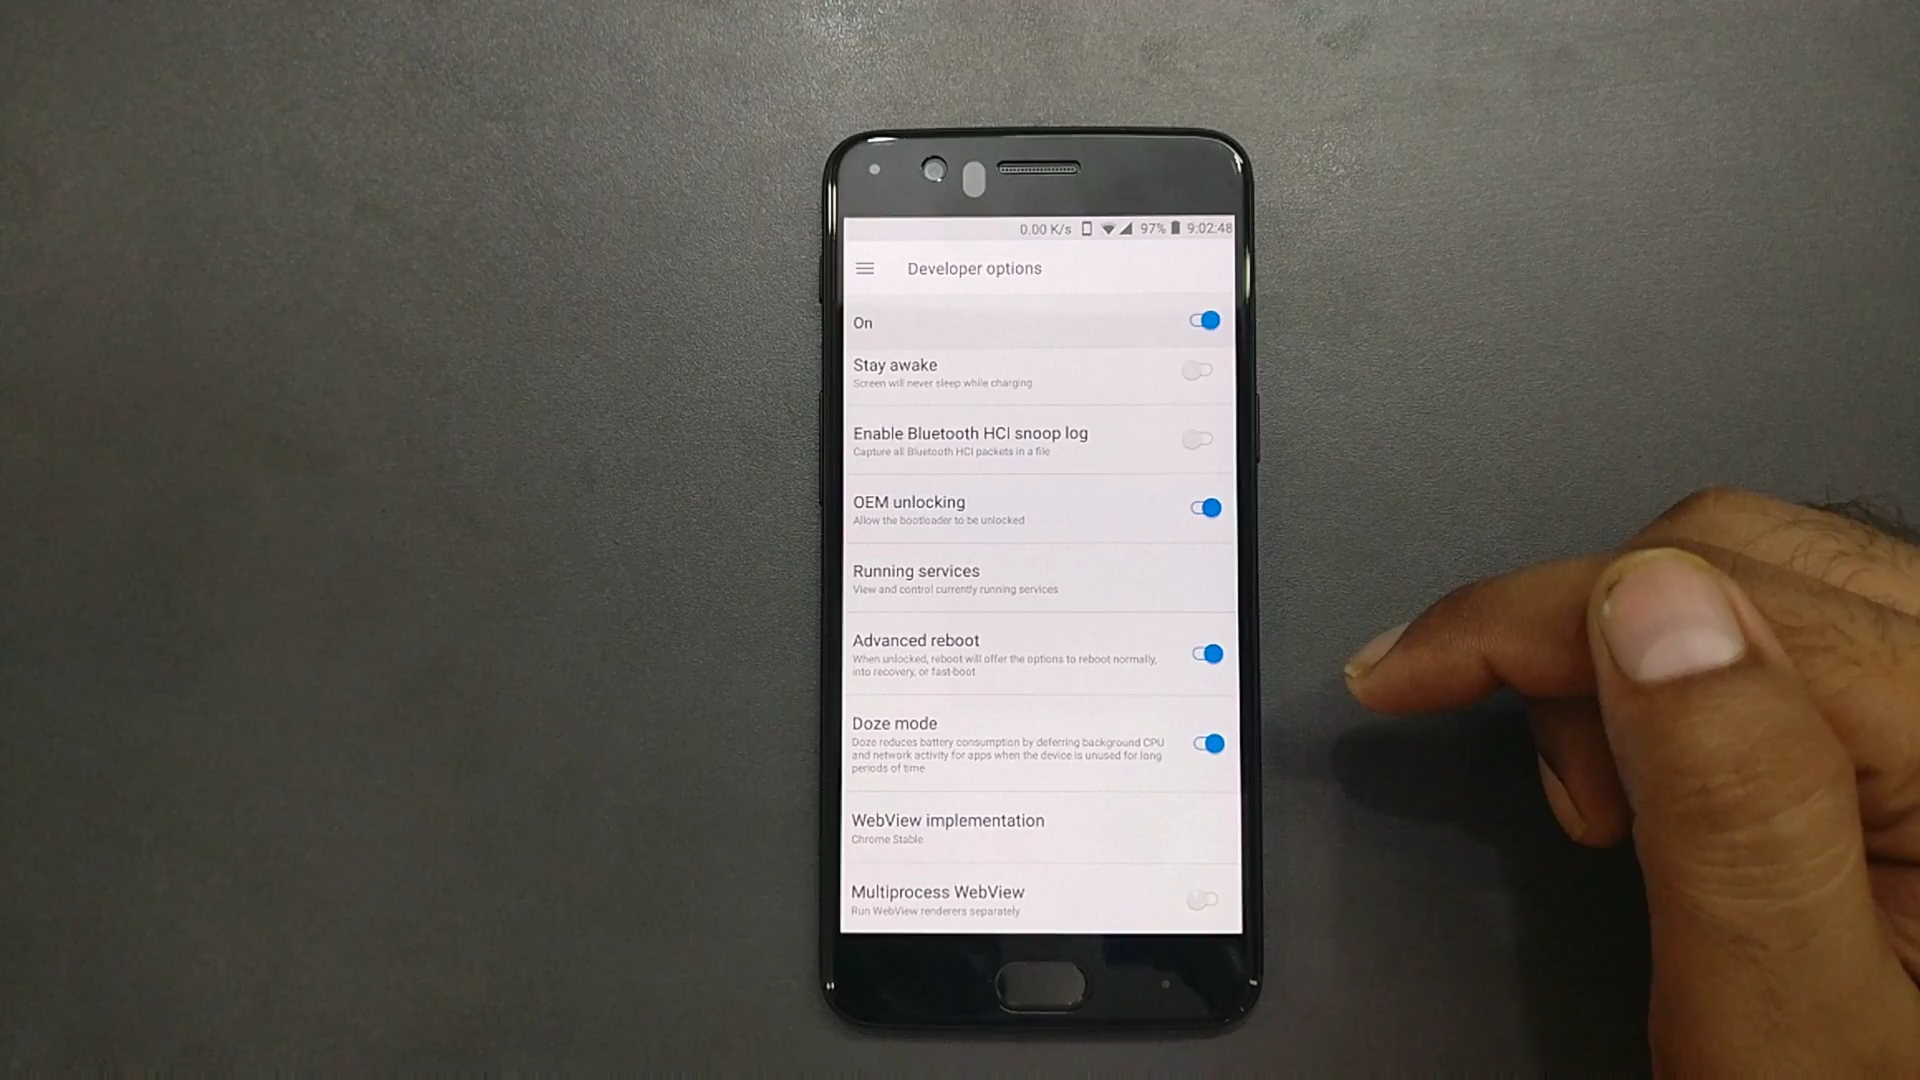 0.00 K/s 97% 9:02:48
Developer options
On
Stay awake
Screen will never sleep while charging
Enable Bluetooth HCI snoop log
Capture all Bluetooth HCI packets in a file
OEM unlocking
Allow the bootloader to be unlocked
Running services
View and control currently running services
Advanced reboot
When unlocked, reboot will offer the options to reboot normally,
into recovery, or fastboot
Doze mode
Doze reduces battery consumption by deferring background CPU
and network activity for apps when the device is unused for long
periods of time
WebView implementation
Chrome Stable
Multiprocess WebView
Run WebView renderers separately